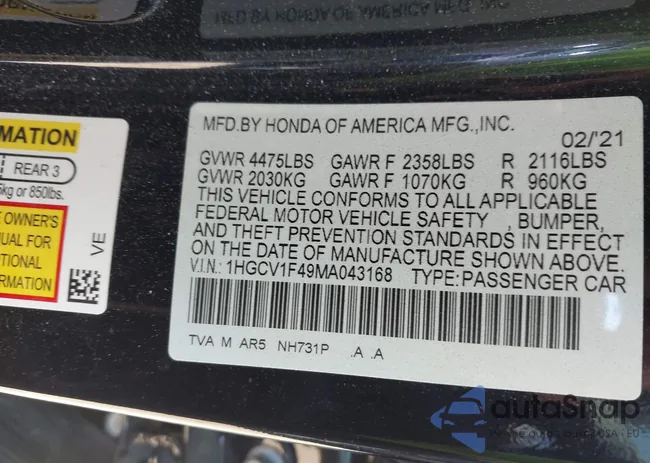 MFD.BY HONDA OF AMERICA MFG.,INC.
02/'21
GVWR 4475LBS GAWR F 2358LBS R 2116LBS
GVWR 2030KG GAWR F 1070KG R 960KG
THIS VEHICLE CONFORMS TO ALL APPLICABLE
FEDERAL MOTOR VEHICLE SAFETY , BUMPER,
AND THEFT PREVENTION STANDARDS IN EFFECT
ON THE DATE OF MANUFACTURE SHOWN ABOVE.
V.I.N.: 1HGCV1F49MA043168 TYPE:PASSENGER CAR
TVA M AR5 NH731P .A .A
RMATION
REAR 3
kg or 850lbs.
OWNER'S
UAL FOR
TIONAL
ORMATION
VE
autoSnap